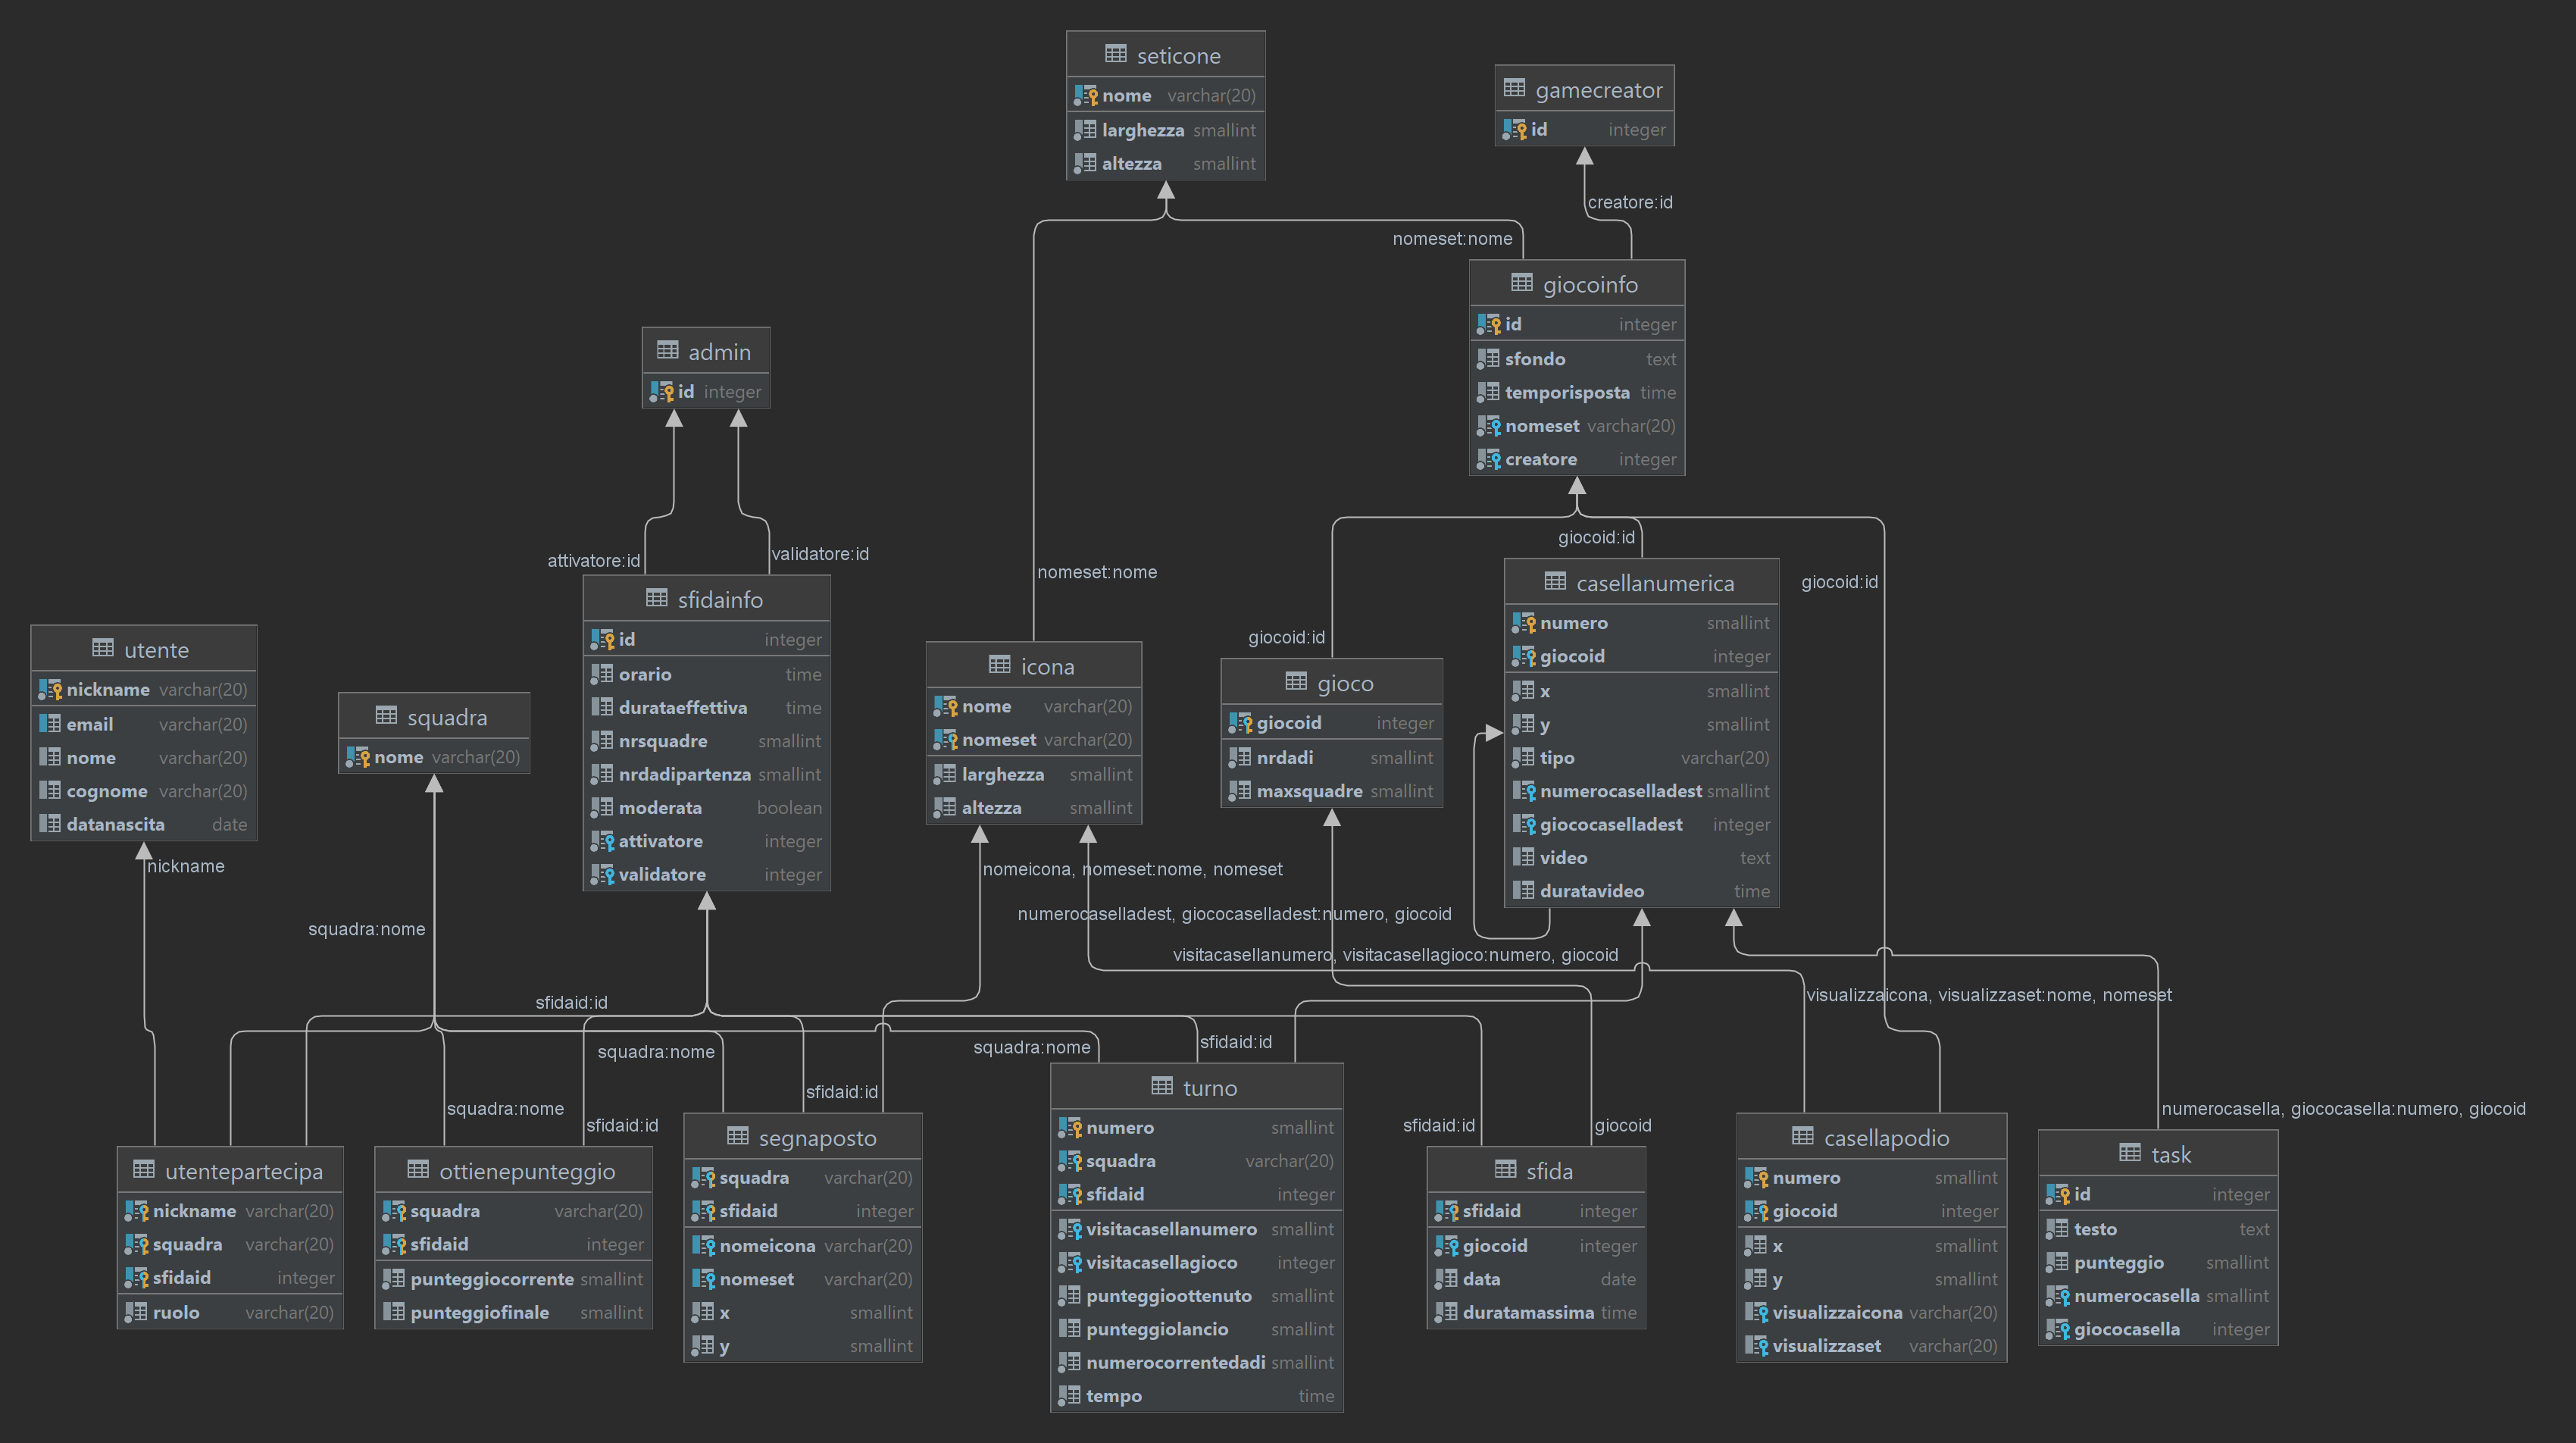 seticone
nome varchar(20)
larghezza smallint
altezza smallint
gamecreator
id integer
creatore:id
nomeset:nome
giocoinfo
id integer
sfondo text
temporisposta time
nomeset varchar(20)
creatore integer
admin
id integer
attivatore:id
validatore:id
nomeset:nome
giocoid:id
giocoid:id
giocoid:id
sfidainfo
id integer
orario time
durataeffettiva time
nrsquadre smallint
nrdadipartenza smallint
moderata boolean
attivatore integer
validatore integer
casellanumerica
numero smallint
giocoid integer
x smallint
y smallint
tipo varchar(20)
numerocaselladest smallint
giococaselladest integer
video text
duratavideo time
utente
nickname varchar(20)
email varchar(20)
nome varchar(20)
cognome varchar(20)
datanascita date
squadra
nome varchar(20)
icona
nome varchar(20)
nomeset varchar(20)
larghezza smallint
altezza smallint
gioco
giocoid integer
nrdadi smallint
maxsquadre smallint
nickname
nomeicona, nomeset:nome, nomeset
numerocaselladest, giococaselladest:numero, giocoid
squadra:nome
visitacasellanumero, visitacasellagioco:numero, giocoid
visualizzaicona, visualizzaset:nome, nomeset
sfidaid:id
squadra:nome
squadra:nome
sfidaid:id
sfidaid:id
squadra:nome
sfidaid:id
sfidaid:id
giocoid
numerocasella, giococasella:numero, giocoid
utentepartecipa
nickname varchar(20)
squadra varchar(20)
sfidaid integer
ruolo varchar(20)
ottienepunteggio
squadra varchar(20)
sfidaid integer
punteggiocorrente smallint
punteggiofinale smallint
segnaposto
squadra varchar(20)
sfidaid integer
nomeicona varchar(20)
nomeset varchar(20)
x smallint
y smallint
turno
numero smallint
squadra varchar(20)
sfidaid integer
visitacasellanumero smallint
visitacasellagioco integer
punteggioottenuto smallint
punteggiolancio smallint
numerocorrentedadi smallint
tempo time
sfida
sfidaid integer
giocoid integer
data date
duratamassima time
casellapodio
numero smallint
giocoid integer
x smallint
y smallint
visualizzaicona varchar(20)
visualizzaset varchar(20)
task
id integer
testo text
punteggio smallint
numerocasella smallint
giococasella integer